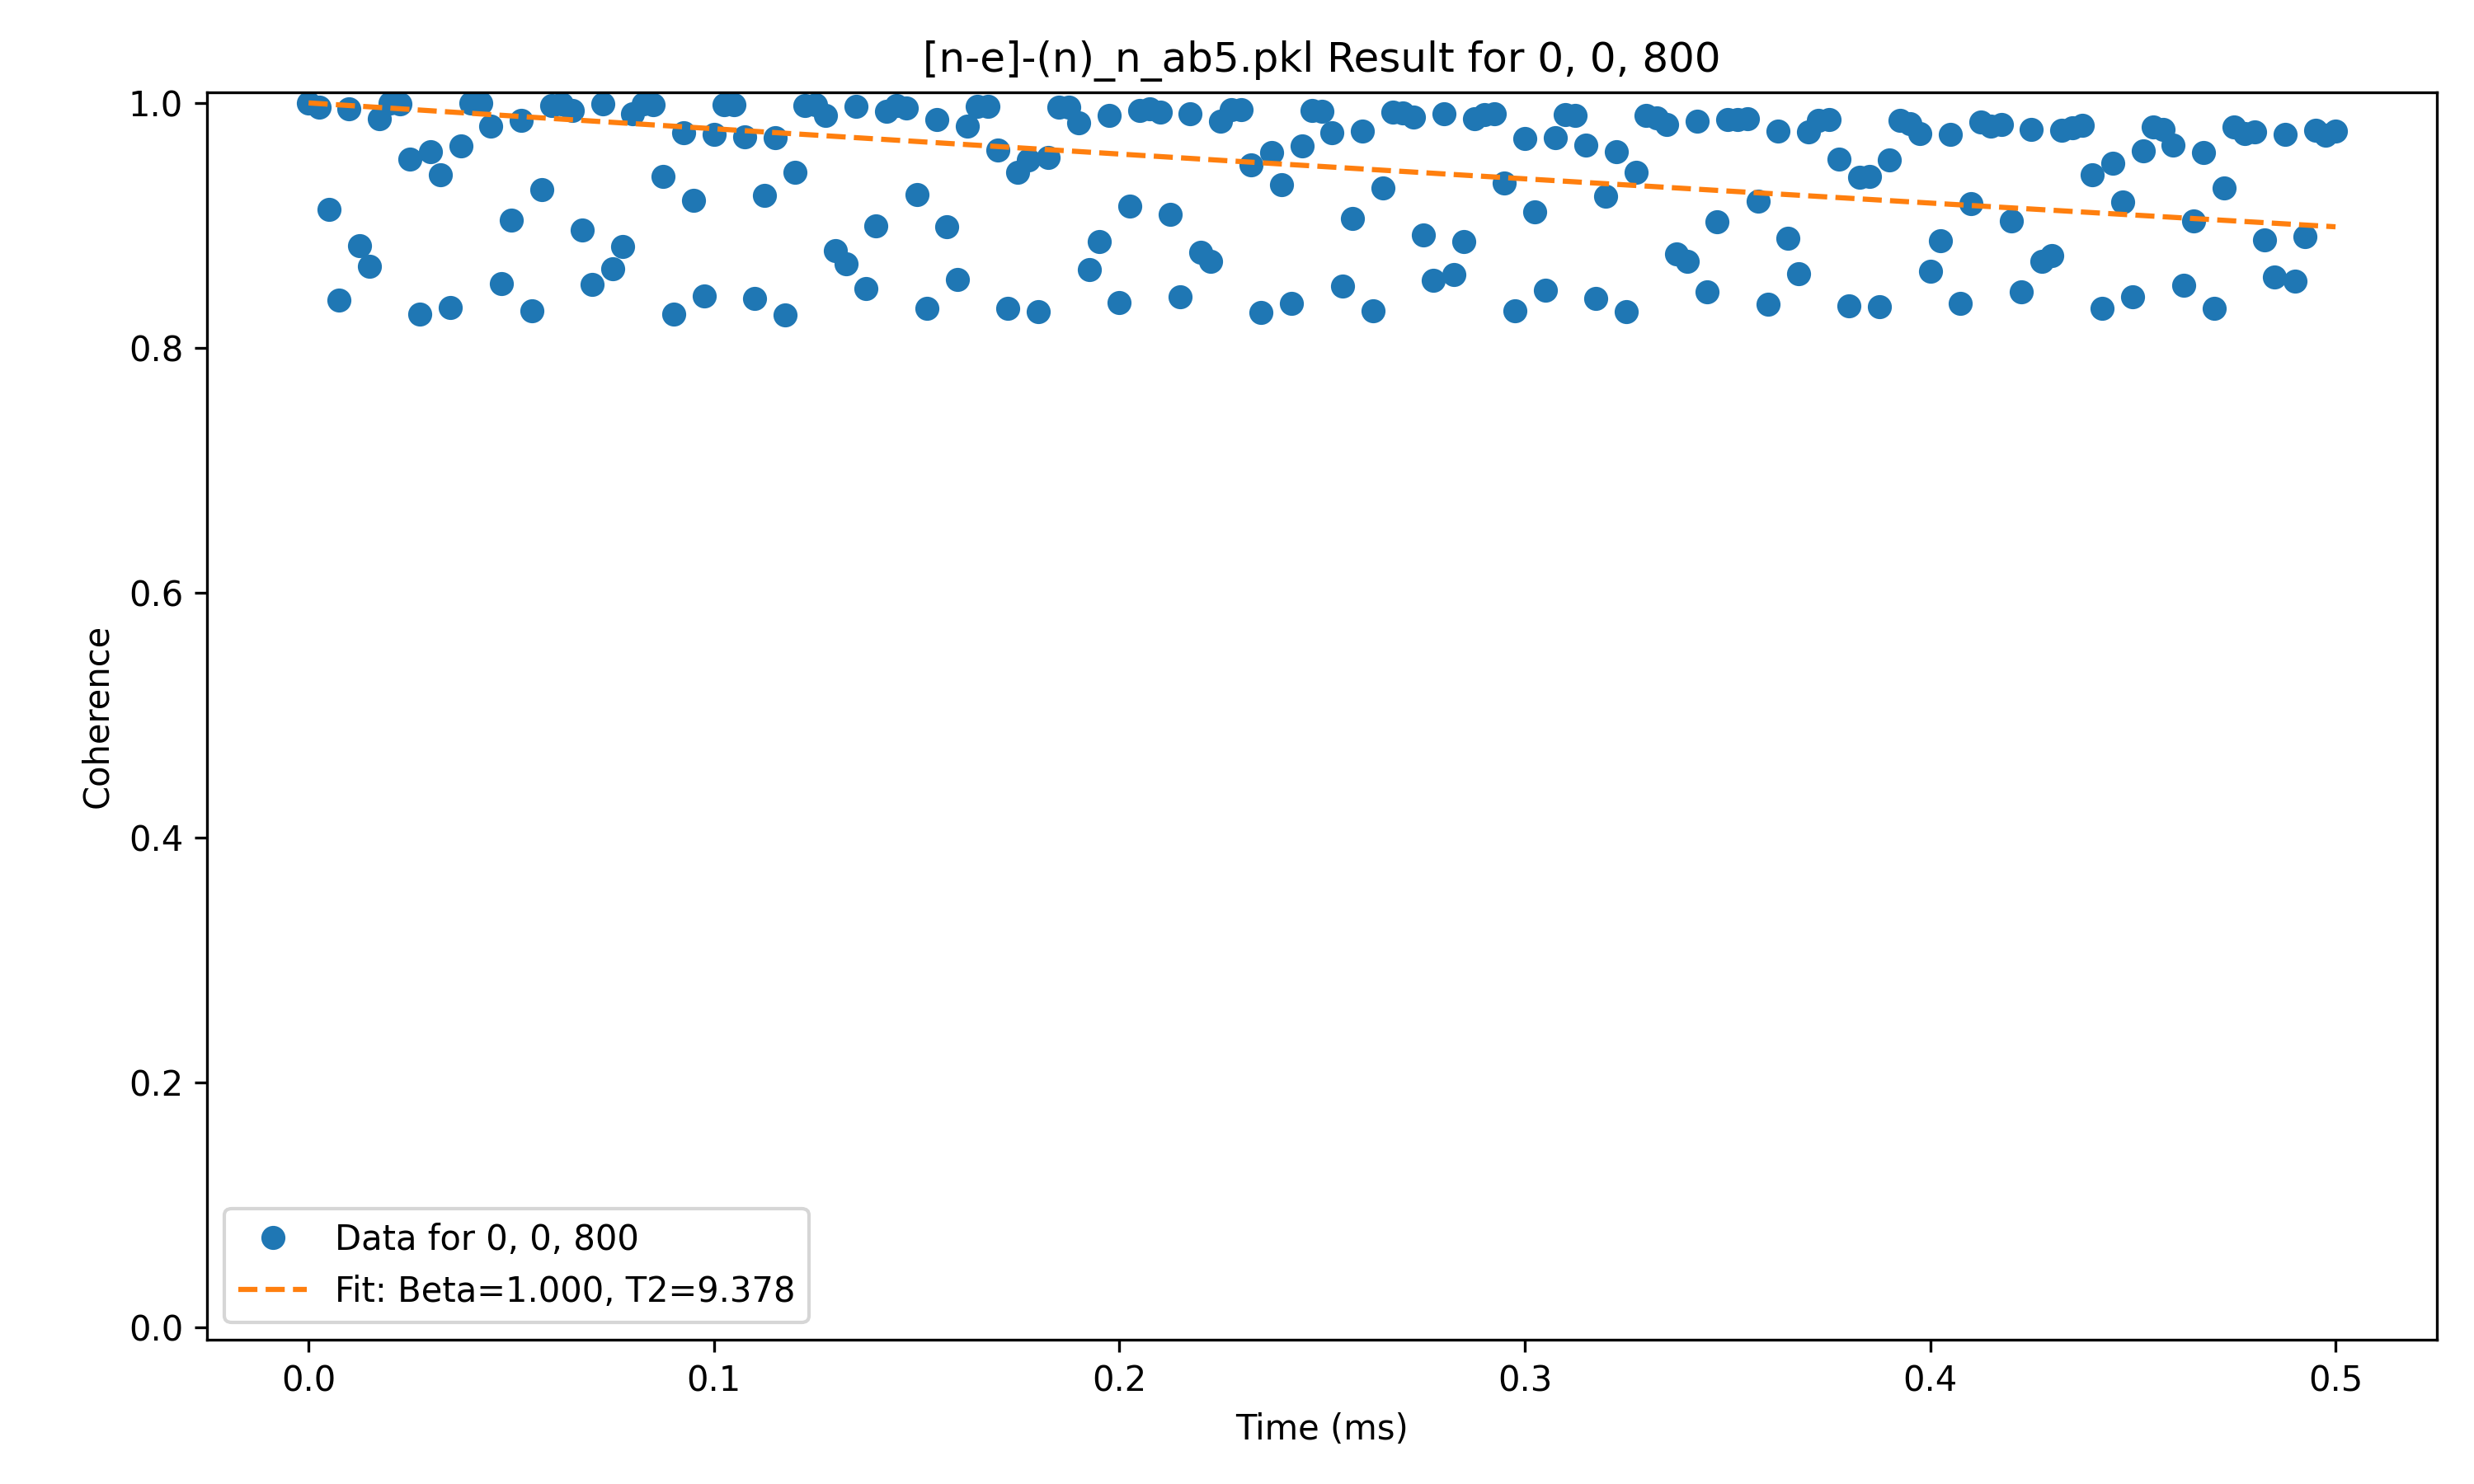 [n-e]-(n)_n_ab5.pkl Result for 0, 0, 800
1.0
0.8
0.6
0.4
0.2
0.0
Coherence
Data for 0, 0, 800
Fit: Beta=1.000, T2=9.378
0.0 0.1 0.2 0.3 0.4 0.5
Time (ms)